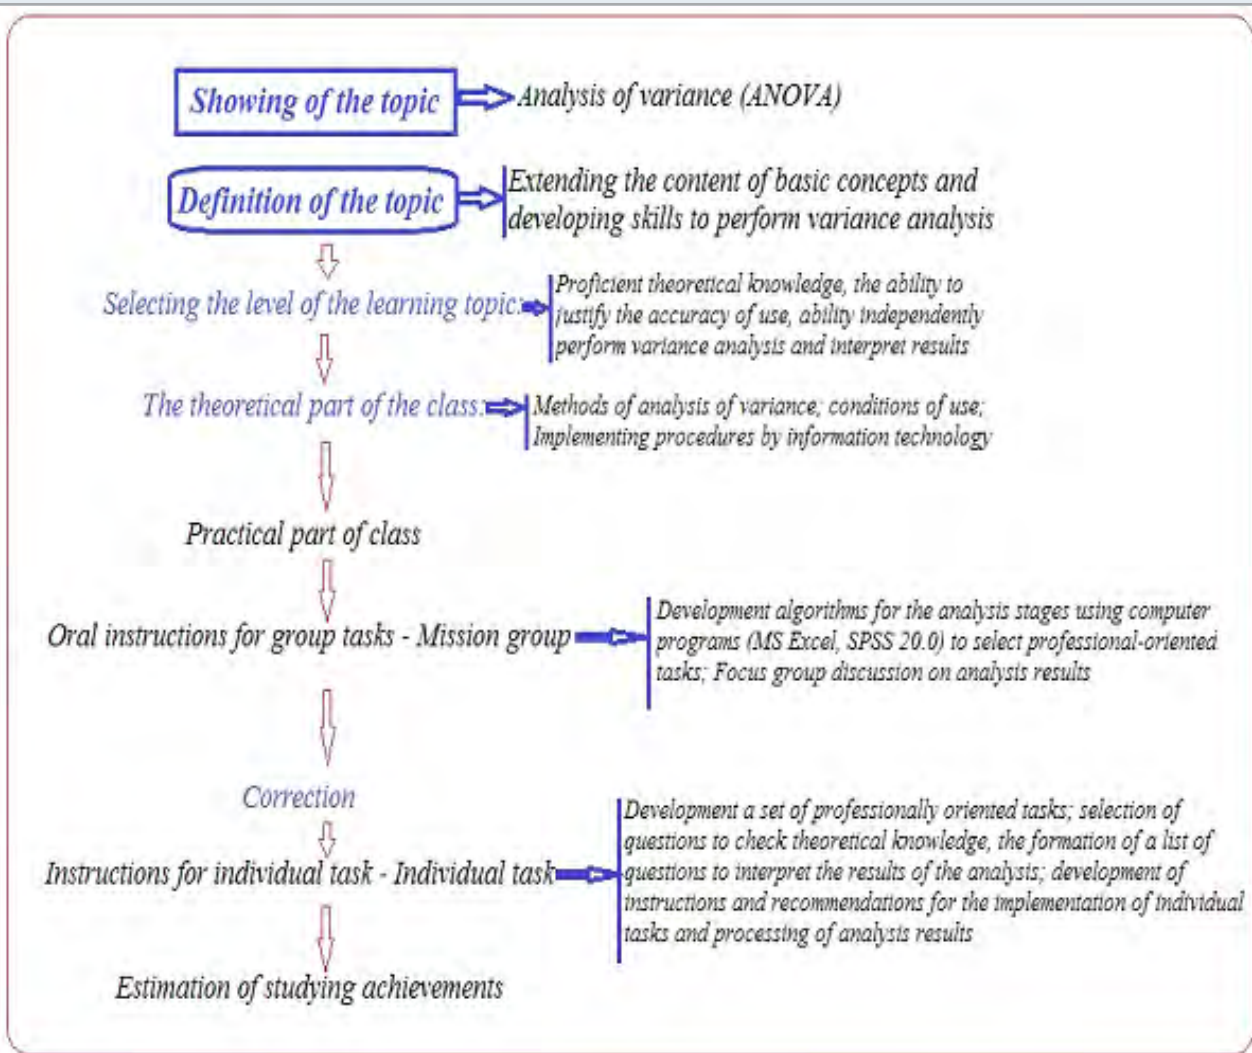 Showing of the topic
Analysis of variance (ANOVA)
Definition of the topic
Extending the content of basic concepts and
developing skills to perform variance analysis
Selecting the level of the learning topic:
Proficient theoretical knowledge, the ability to
justify the accuracy of use, ability independently
perform variance analysis and interpret results
The theoretical part of the class:
Methods of analysis of variance; conditions of use;
Implementing procedures by information technology
Practical part of class
Oral instructions for group tasks - Mission group
Development algorithms for the analysis stages using computer
programs (MS Excel, SPSS 20.0) to select professional-oriented
tasks; Focus group discussion on analysis results
Correction
Instructions for individual task - Individual task
Development a set of professionally oriented tasks; selection of
questions to check theoretical knowledge, the formation of a list of
questions to interpret the results of the analysis; development of
instructions and recommendations for the implementation of individual
tasks and processing of analysis results
Estimation of studying achievements